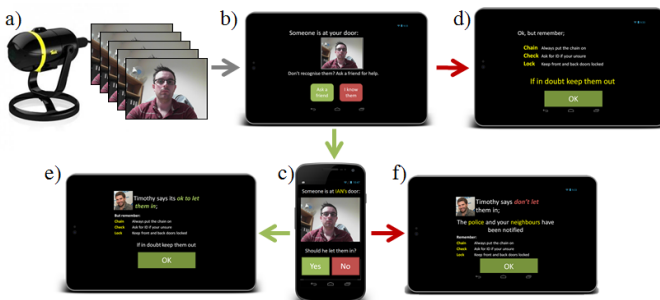 a)
b)
Someone is at your door:
Don't recognise them? Ask a friend for help.
Ask a
friend
I know
them
d)
Ok, but remember;
Chain Always put the chain on
Check Ask for ID if your unsure
Lock Keep front and back doors locked
If in doubt keep them out
OK
e)
Timothy says its ok to let
them in;
But remember:
Chain Always put the chain on
Check Ask for ID if your unsure
Lock Keep front and back doors locked
If in doubt keep them out
OK
c)
Someone is at IAN's door:
Should he let them in?
Yes
No
f)
Timothy says don't let
them in;
The police and your neighbours have
been notified
Remember:
Chain Always put the chain on
Check Ask for ID if your unsure
Lock Keep front and back doors locked
OK